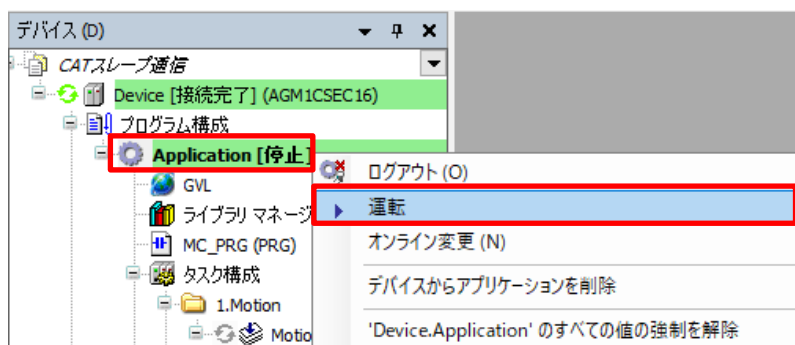 デバイス (D)
CATスレーブ通信
Device [接続完了] (AGM1CSEC16)
プログラム構成
Application [停止]
GVL
ライブラリ マネージ
MC_PRG (PRG)
タスク構成
1.Motion
Motio
ログアウト (O)
運転
オンライン変更 (N)
デバイスからアプリケーションを削除
'Device.Application' のすべての値の強制を解除